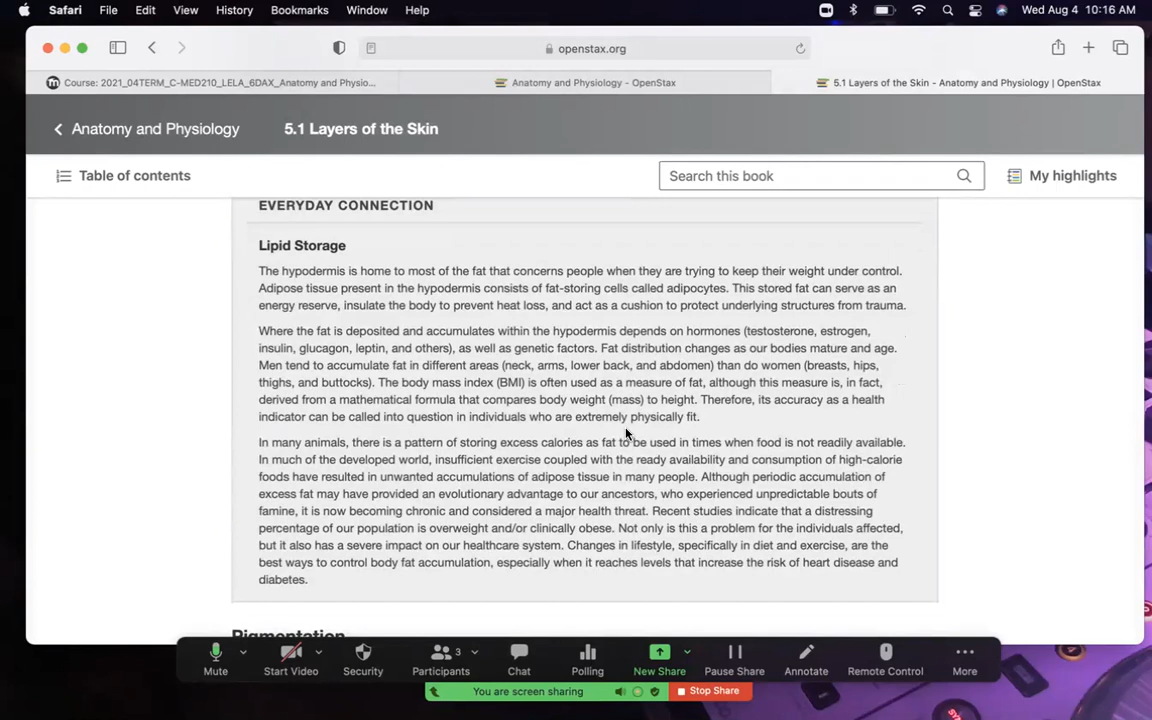 Safari File Edit View History Bookmarks Window Help Wed Aug 4 10:16 AM
openstax.org
Course: 2021_04TERM_C-MED210_LELA_6DAX_Anatomy and Physio... Anatomy and Physiology - OpenStax 5.1 Layers of the Skin - Anatomy and Physiology | OpenStax
Anatomy and Physiology 5.1 Layers of the Skin
Table of contents Search this book My highlights
EVERYDAY CONNECTION
Lipid Storage
The hypodermis is home to most of the fat that concerns people when they are trying to keep their weight under control.
Adipose tissue present in the hypodermis consists of fat-storing cells called adipocytes. This stored fat can serve as an
energy reserve, insulate the body to prevent heat loss, and act as a cushion to protect underlying structures from trauma.
Where the fat is deposited and accumulates within the hypodermis depends on hormones (testosterone, estrogen,
insulin, glucagon, leptin, and others), as well as genetic factors. Fat distribution changes as our bodies mature and age.
Men tend to accumulate fat in different areas (neck, arms, lower back, and abdomen) than do women (breasts, hips,
thighs, and buttocks). The body mass index (BMI) is often used as a measure of fat, although this measure is, in fact,
derived from a mathematical formula that compares body weight (mass) to height. Therefore, its accuracy as a health
indicator can be called into question in individuals who are extremely physically fit.
In many animals, there is a pattern of storing excess calories as fat to be used in times when food is not readily available.
In much of the developed world, insufficient exercise coupled with the ready availability and consumption of high-calorie
foods have resulted in unwanted accumulations of adipose tissue in many people. Although periodic accumulation of
excess fat may have provided an evolutionary advantage to our ancestors, who experienced unpredictable bouts of
famine, it is now becoming chronic and considered a major health threat. Recent studies indicate that a distressing
percentage of our population is overweight and/or clinically obese. Not only is this a problem for the individuals affected,
but it also has a severe impact on our healthcare system. Changes in lifestyle, specifically in diet and exercise, are the
best ways to control body fat accumulation, especially when it reaches levels that increase the risk of heart disease and
diabetes.
Pigmentation
3
Mute Start Video Security Participants Chat Polling New Share Pause Share Annotate Remote Control More
You are screen sharing Stop Share